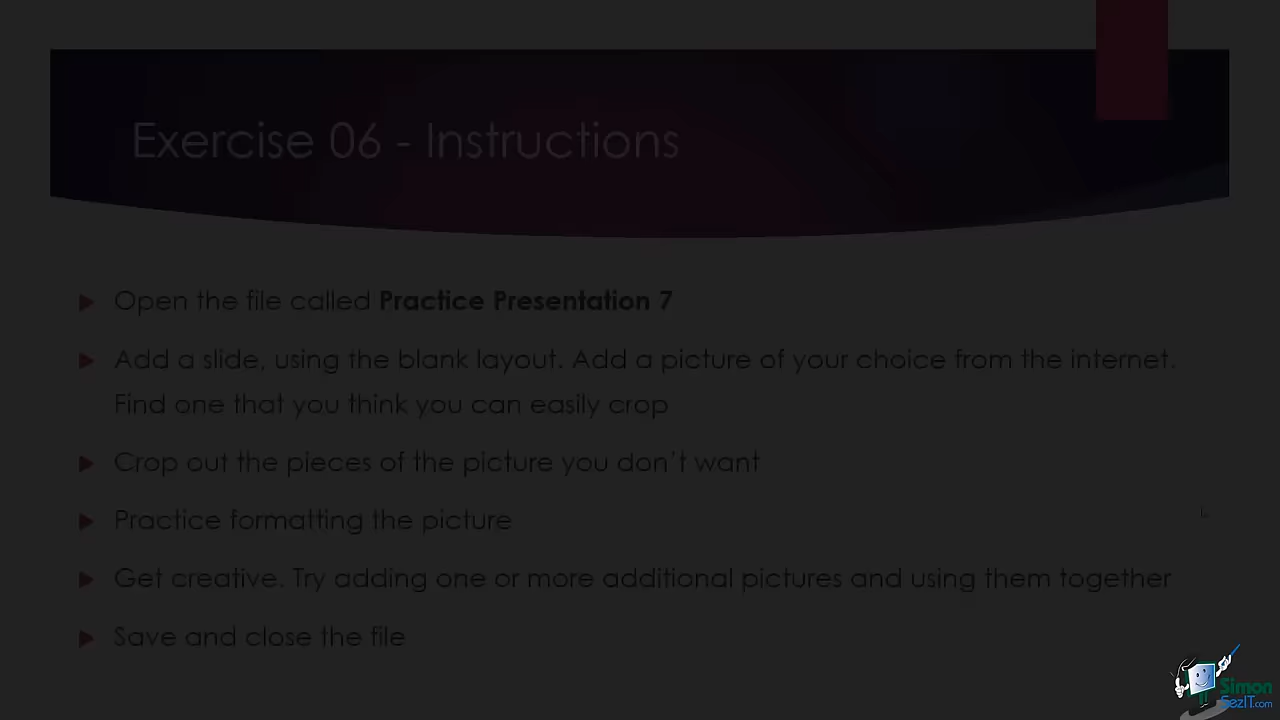 Exercise 06 - Instructions
Open the file called Practice Presentation 7
Add a slide, using the blank layout. Add a picture of your choice from the internet.
Find one that you think you can easily crop
Crop out the pieces of the picture you don't want
Practice formatting the picture
Get creative. Try adding one or more additional pictures and using them together
Save and close the file
Simon
SezIT.com